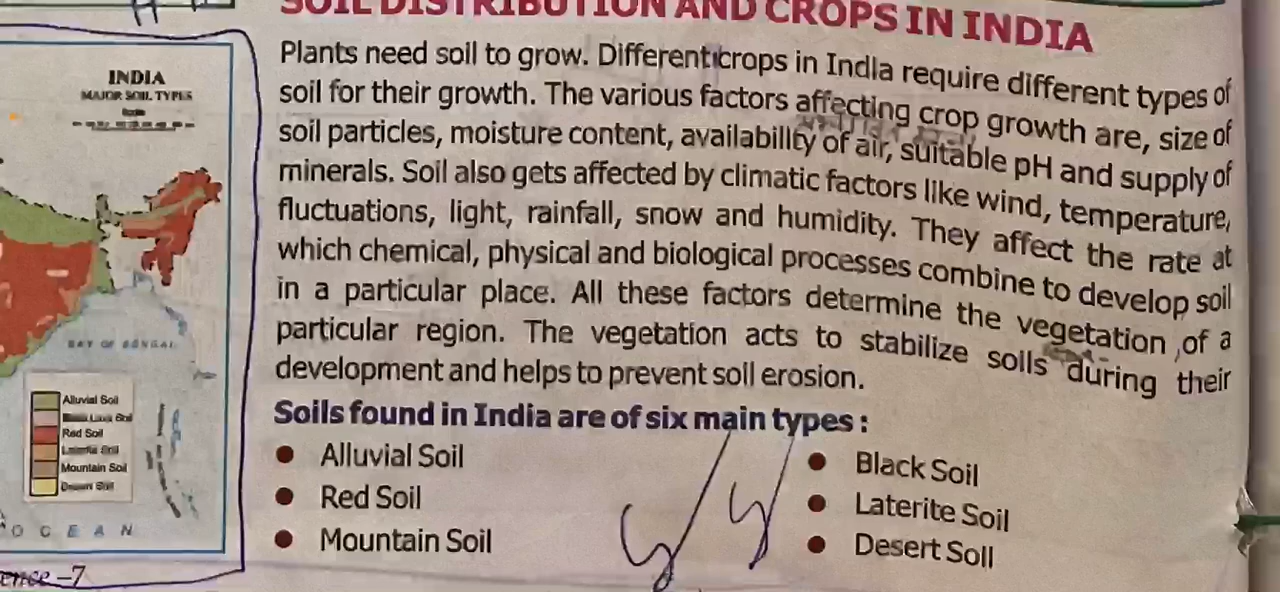 SOIL DISTRIBUTION AND CROPS IN INDIA
Plants need soil to grow. Different crops in India require different types of
soil for their growth. The various factors affecting crop growth are, size of
soil particles, moisture content, availability of air, suitable pH and supply of
minerals. Soil also gets affected by climatic factors like wind, temperature,
fluctuations, light, rainfall, snow and humidity. They affect the rate at
which chemical, physical and biological processes combine to develop soil
in a particular place. All these factors determine the vegetation of a
particular region. The vegetation acts to stabilize soils during their
development and helps to prevent soil erosion.
Soils found in India are of six main types :
Alluvial Soil
Red Soil
Mountain Soil
Black Soil
Laterite Soil
Desert Soil
INDIA
MAJOR SOIL TYPES
BAY OF BENGAL
Alluvial Soil
Red Soil
Laterite Soil
Mountain Soil
Desert Soil
OCEAN
ence-7